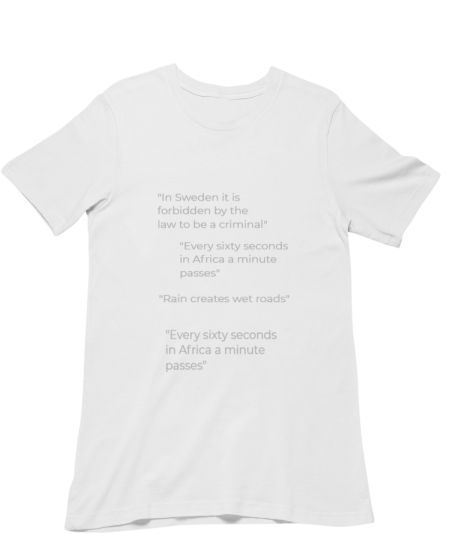 "In Sweden it is
forbidden by the
law to be a criminal"
"Every sixty seconds
in Africa a minute
passes"
"Rain creates wet roads"
"Every sixty seconds
in Africa a minute
passes"